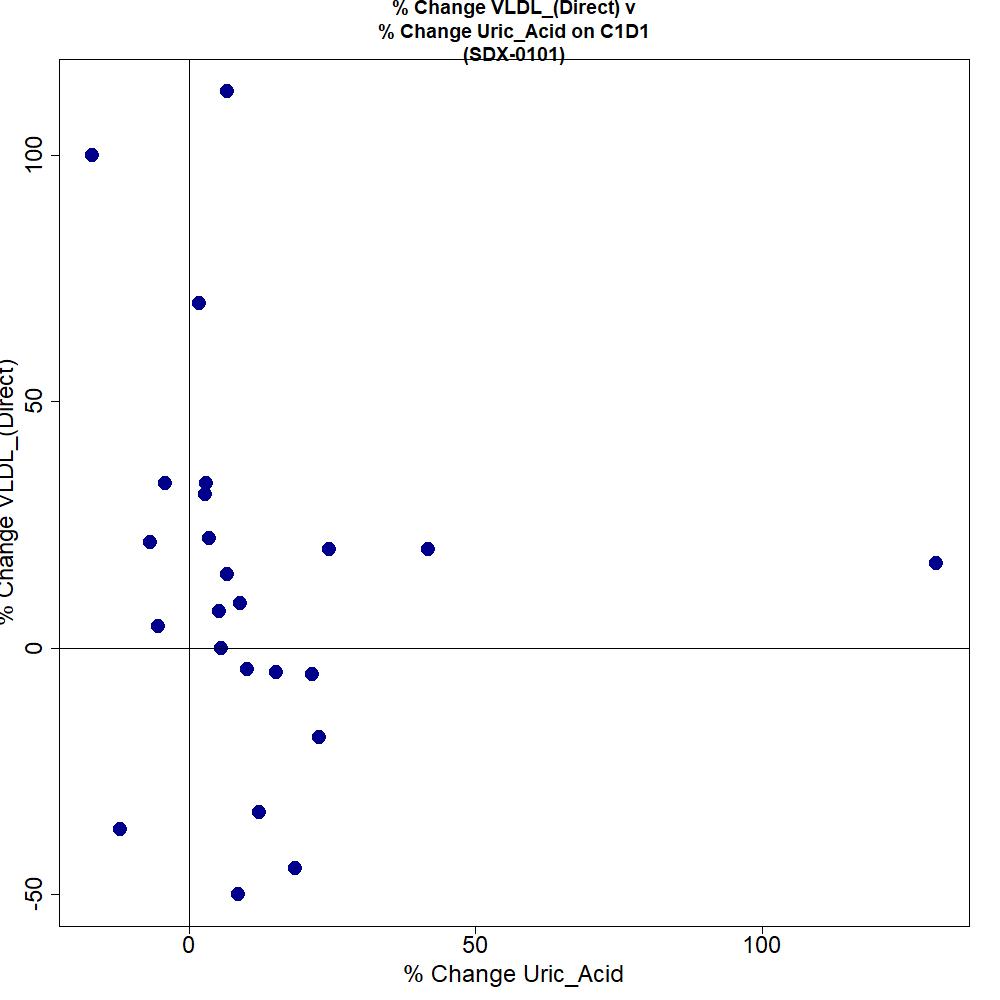 % Change VLDL_(Direct) v
% Change Uric_Acid on C1D1
(SDX-0101)
% Change VLDL_(Direct)
100
50
0
-50
0
50
100
% Change Uric_Acid